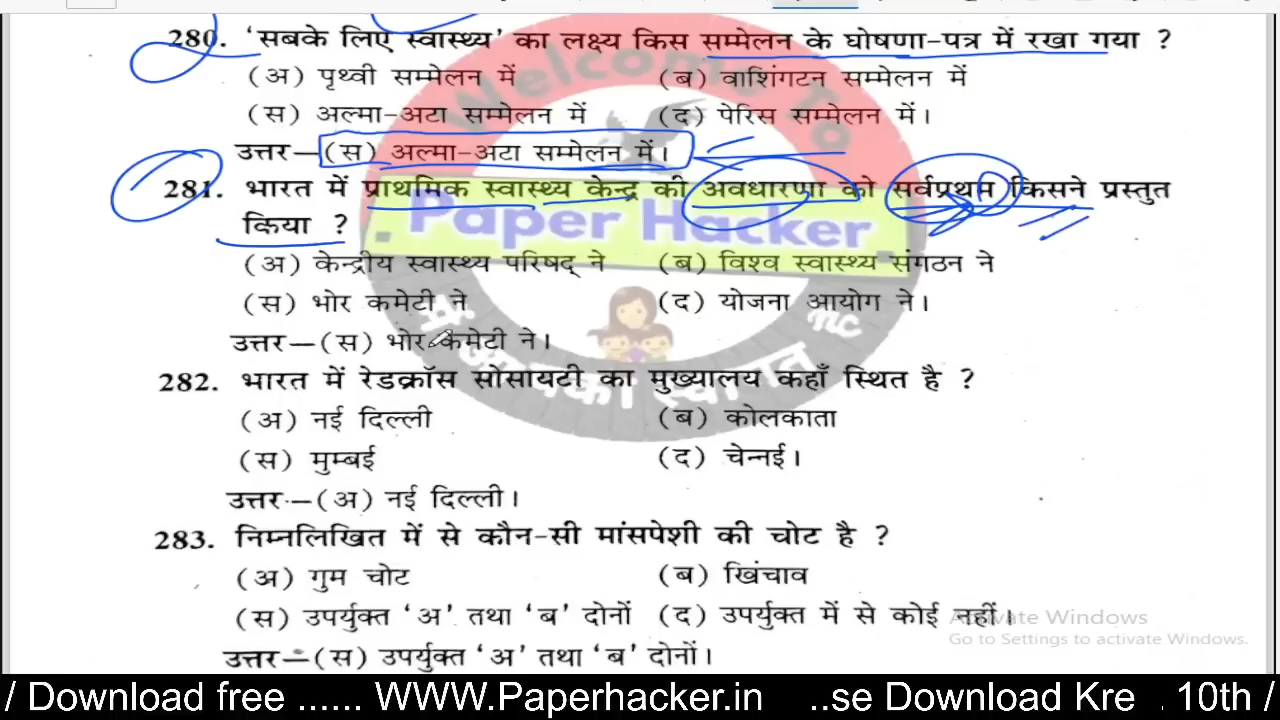 280. ‘सबके लिए स्वास्थ्य’ का लक्ष्य किस सम्मेलन के घोषणा-पत्र में रखा गया ?
(अ) पृथ्वी सम्मेलन में (ब) वाशिंगटन सम्मेलन में
(स) अल्मा-अटा सम्मेलन में (द) पेरिस सम्मेलन में।
उत्तर—(स) अल्मा-अटा सम्मेलन में।
281. भारत में प्राथमिक स्वास्थ्य केन्द्र की अवधारणा को सर्वप्रथम किसने प्रस्तुत
किया ?
(अ) केन्द्रीय स्वास्थ्य परिषद् ने (ब) विश्व स्वास्थ्य संगठन ने
(स) भोर कमेटी ने (द) योजना आयोग ने।
उत्तर—(स) भोर कमेटी ने।
282. भारत में रेडक्रॉस सोसायटी का मुख्यालय कहाँ स्थित है ?
(अ) नई दिल्ली (ब) कोलकाता
(स) मुम्बई (द) चेन्नई।
उत्तर—(अ) नई दिल्ली।
283. निम्नलिखित में से कौन-सी मांसपेशी की चोट है ?
(अ) गुम चोट (ब) खिंचाव
(स) उपर्युक्त ‘अ’ तथा ‘ब’ दोनों (द) उपर्युक्त में से कोई नहीं।
उत्तर—(स) उपर्युक्त ‘अ’ तथा ‘ब’ दोनों।
Welcome To
Paper Hacker
में आपका स्वागत
Activate Windows
Go to Settings to activate Windows.
/ Download free ...... WWW.Paperhacker.in ..se Download Kre . 10th /